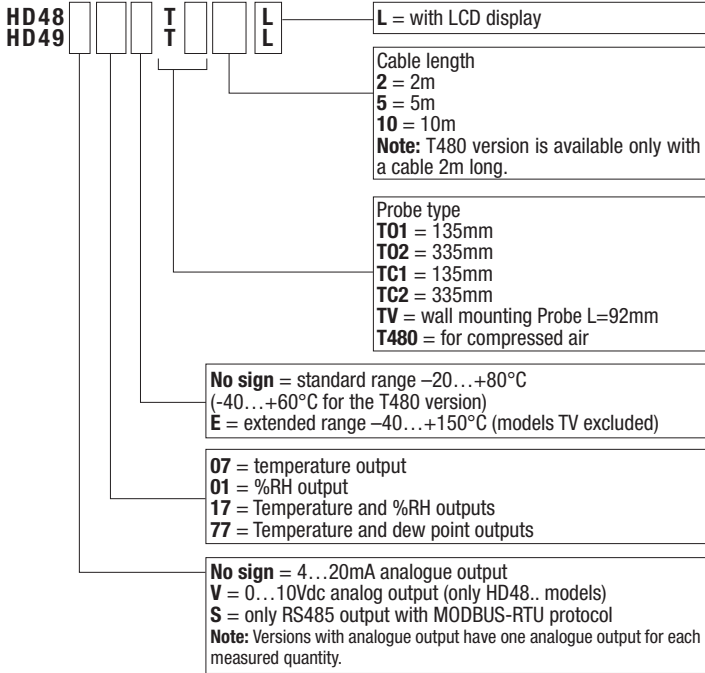 HD48 T L
HD49 T L
L = with LCD display
Cable length
2 = 2m
5 = 5m
10 = 10m
Note: T480 version is available only with
a cable 2m long.
Probe type
TO1 = 135mm
TO2 = 335mm
TC1 = 135mm
TC2 = 335mm
TV = wall mounting Probe L=92mm
T480 = for compressed air
No sign = standard range –20…+80°C
(-40…+60°C for the T480 version)
E = extended range –40…+150°C (models TV excluded)
07 = temperature output
01 = %RH output
17 = Temperature and %RH outputs
77 = Temperature and dew point outputs
No sign = 4…20mA analogue output
V = 0…10Vdc analog output (only HD48.. models)
S = only RS485 output with MODBUS-RTU protocol
Note: Versions with analogue output have one analogue output for each
measured quantity.